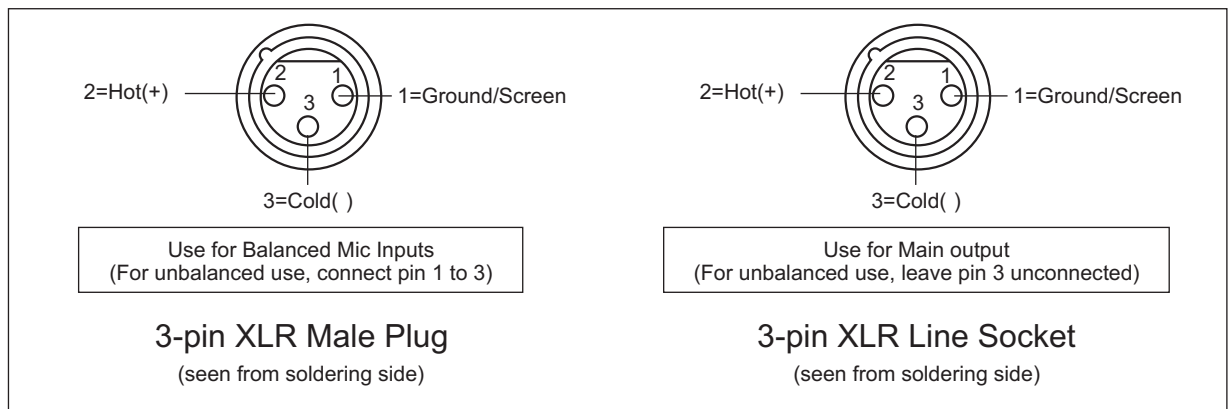 2 1
2=Hot(+) 3 1=Ground/Screen
3=Cold( )
Use for Balanced Mic Inputs
(For unbalanced use, connect pin 1 to 3)
3-pin XLR Male Plug
(seen from soldering side)
2 1
2=Hot(+) 3 1=Ground/Screen
3=Cold( )
Use for Main output
(For unbalanced use, leave pin 3 unconnected)
3-pin XLR Line Socket
(seen from soldering side)